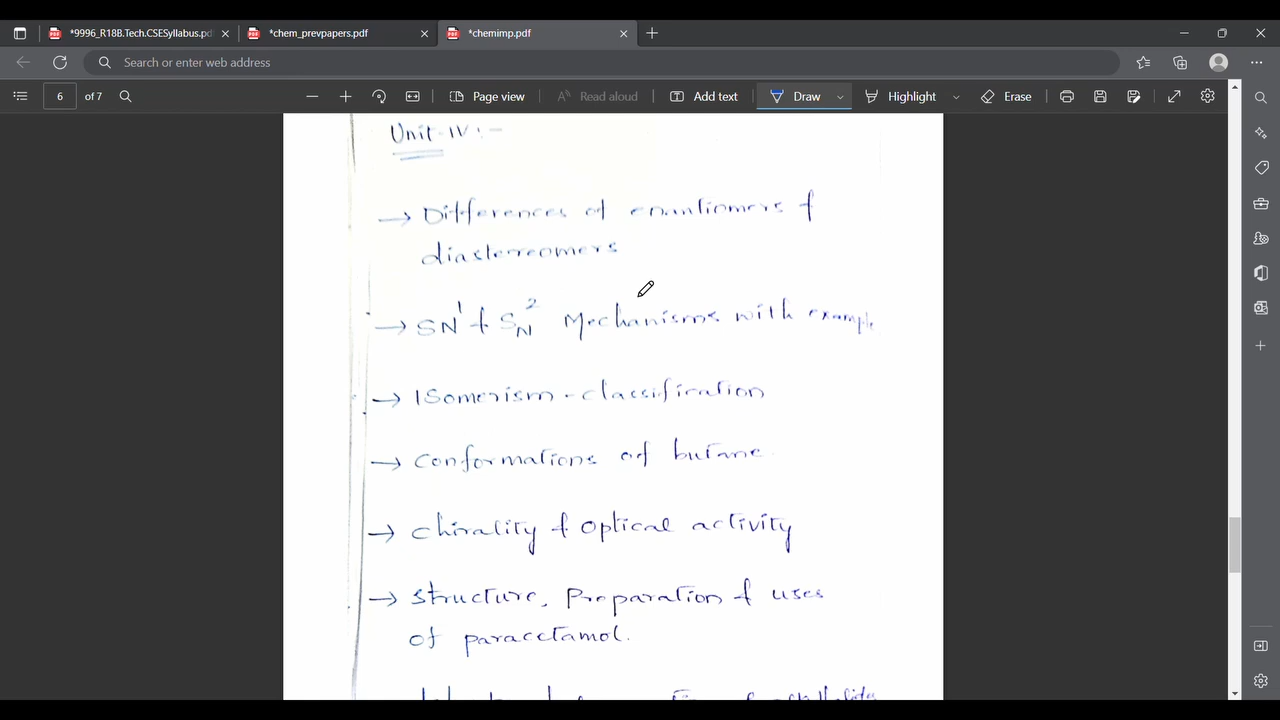 *9996_R18B.Tech.CSESyllabus.pd
*chem_prevpapers.pdf
*chemimp.pdf
Search or enter web address
6 of 7
Page view
Read aloud
Add text
Draw
Highlight
Erase
Unit-IV :-
→ Differences of enantiomers &
diastereomers
→ SN1 & SN2 Mechanisms with example
→ Isomerism - classification
→ conformations of butane
→ chirality & optical activity
→ structure, Preparation & uses
of paracetamol.